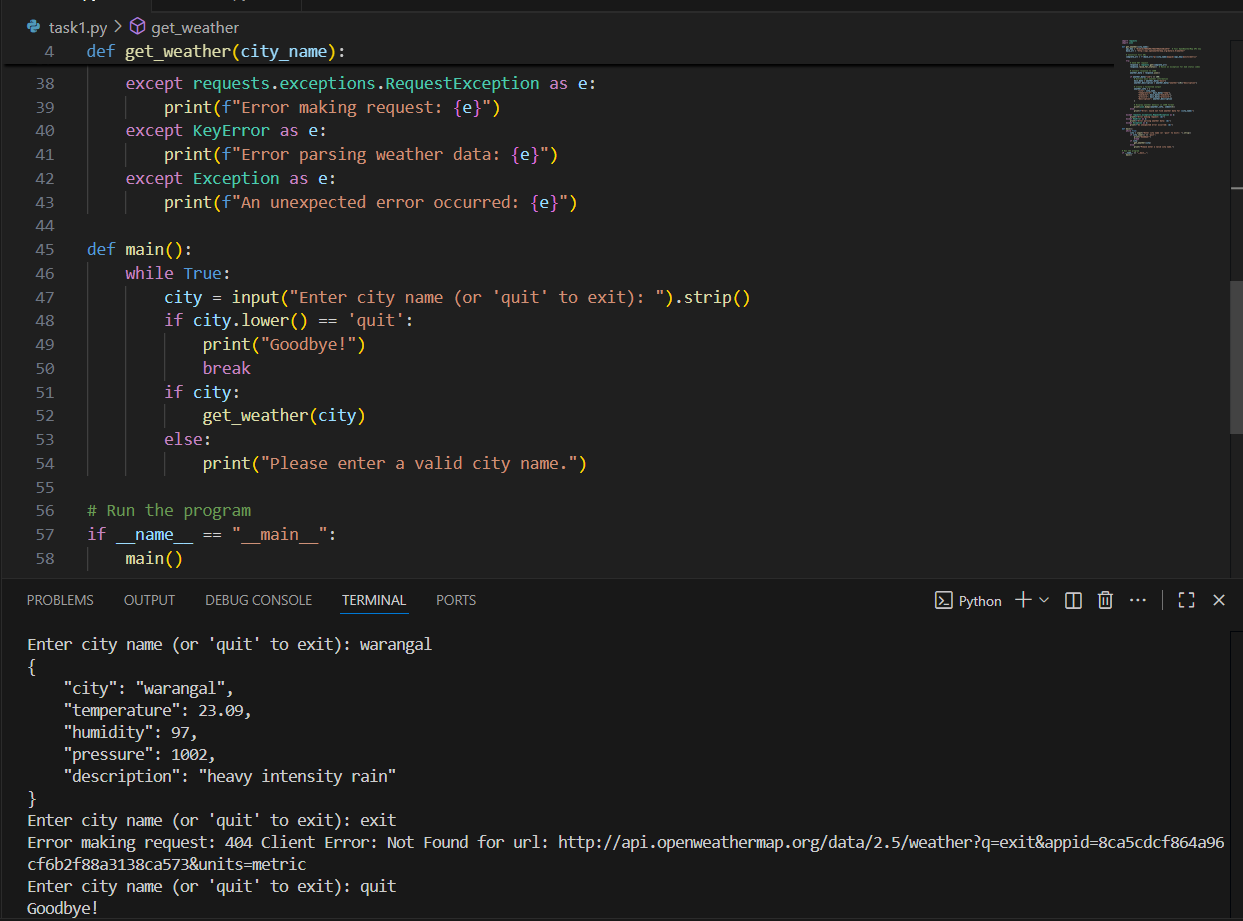 task1.py > get_weather
4 def get_weather(city_name):
38 except requests.exceptions.RequestException as e:
39 print(f"Error making request: {e}")
40 except KeyError as e:
41 print(f"Error parsing weather data: {e}")
42 except Exception as e:
43 print(f"An unexpected error occurred: {e}")
44
45 def main():
46 while True:
47 city = input("Enter city name (or 'quit' to exit): ").strip()
48 if city.lower() == 'quit':
49 print("Goodbye!")
50 break
51 if city:
52 get_weather(city)
53 else:
54 print("Please enter a valid city name.")
55
56 # Run the program
57 if __name__ == "__main__":
58 main()
PROBLEMS OUTPUT DEBUG CONSOLE TERMINAL PORTS Python
Enter city name (or 'quit' to exit): warangal
{
"city": "warangal",
"temperature": 23.09,
"humidity": 97,
"pressure": 1002,
"description": "heavy intensity rain"
}
Enter city name (or 'quit' to exit): exit
Error making request: 404 Client Error: Not Found for url: http://api.openweathermap.org/data/2.5/weather?q=exit&appid=8ca5cdcf864a96
cf6b2f88a3138ca573&units=metric
Enter city name (or 'quit' to exit): quit
Goodbye!